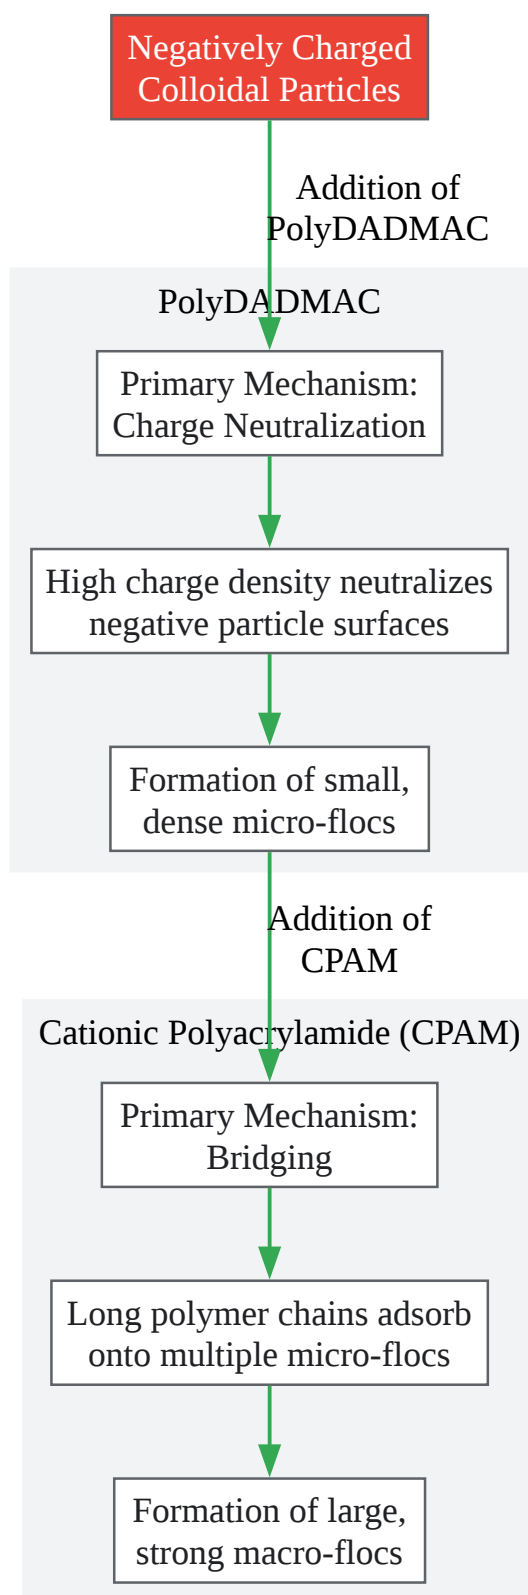 Negatively Charged
Colloidal Particles
Addition of
PolyDADMAC
PolyDADMAC
Primary Mechanism:
Charge Neutralization
High charge density neutralizes
negative particle surfaces
Formation of small,
dense micro-flocs
Addition of
CPAM
Cationic Polyacrylamide (CPAM)
Primary Mechanism:
Bridging
Long polymer chains adsorb
onto multiple micro-flocs
Formation of large,
strong macro-flocs